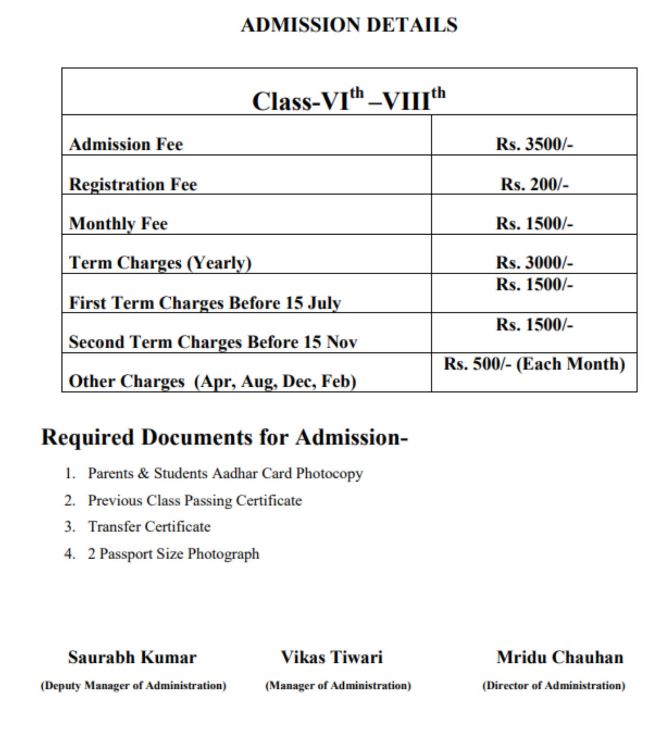 ADMISSION DETAILS
Class-VIth –VIIIth
Admission Fee Rs. 3500/-
Registration Fee Rs. 200/-
Monthly Fee Rs. 1500/-
Term Charges (Yearly) Rs. 3000/-
First Term Charges Before 15 July Rs. 1500/-
Second Term Charges Before 15 Nov Rs. 1500/-
Other Charges (Apr, Aug, Dec, Feb) Rs. 500/- (Each Month)
Required Documents for Admission-
1. Parents & Students Aadhar Card Photocopy
2. Previous Class Passing Certificate
3. Transfer Certificate
4. 2 Passport Size Photograph
Saurabh Kumar Vikas Tiwari Mridu Chauhan
(Deputy Manager of Administration) (Manager of Administration) (Director of Administration)